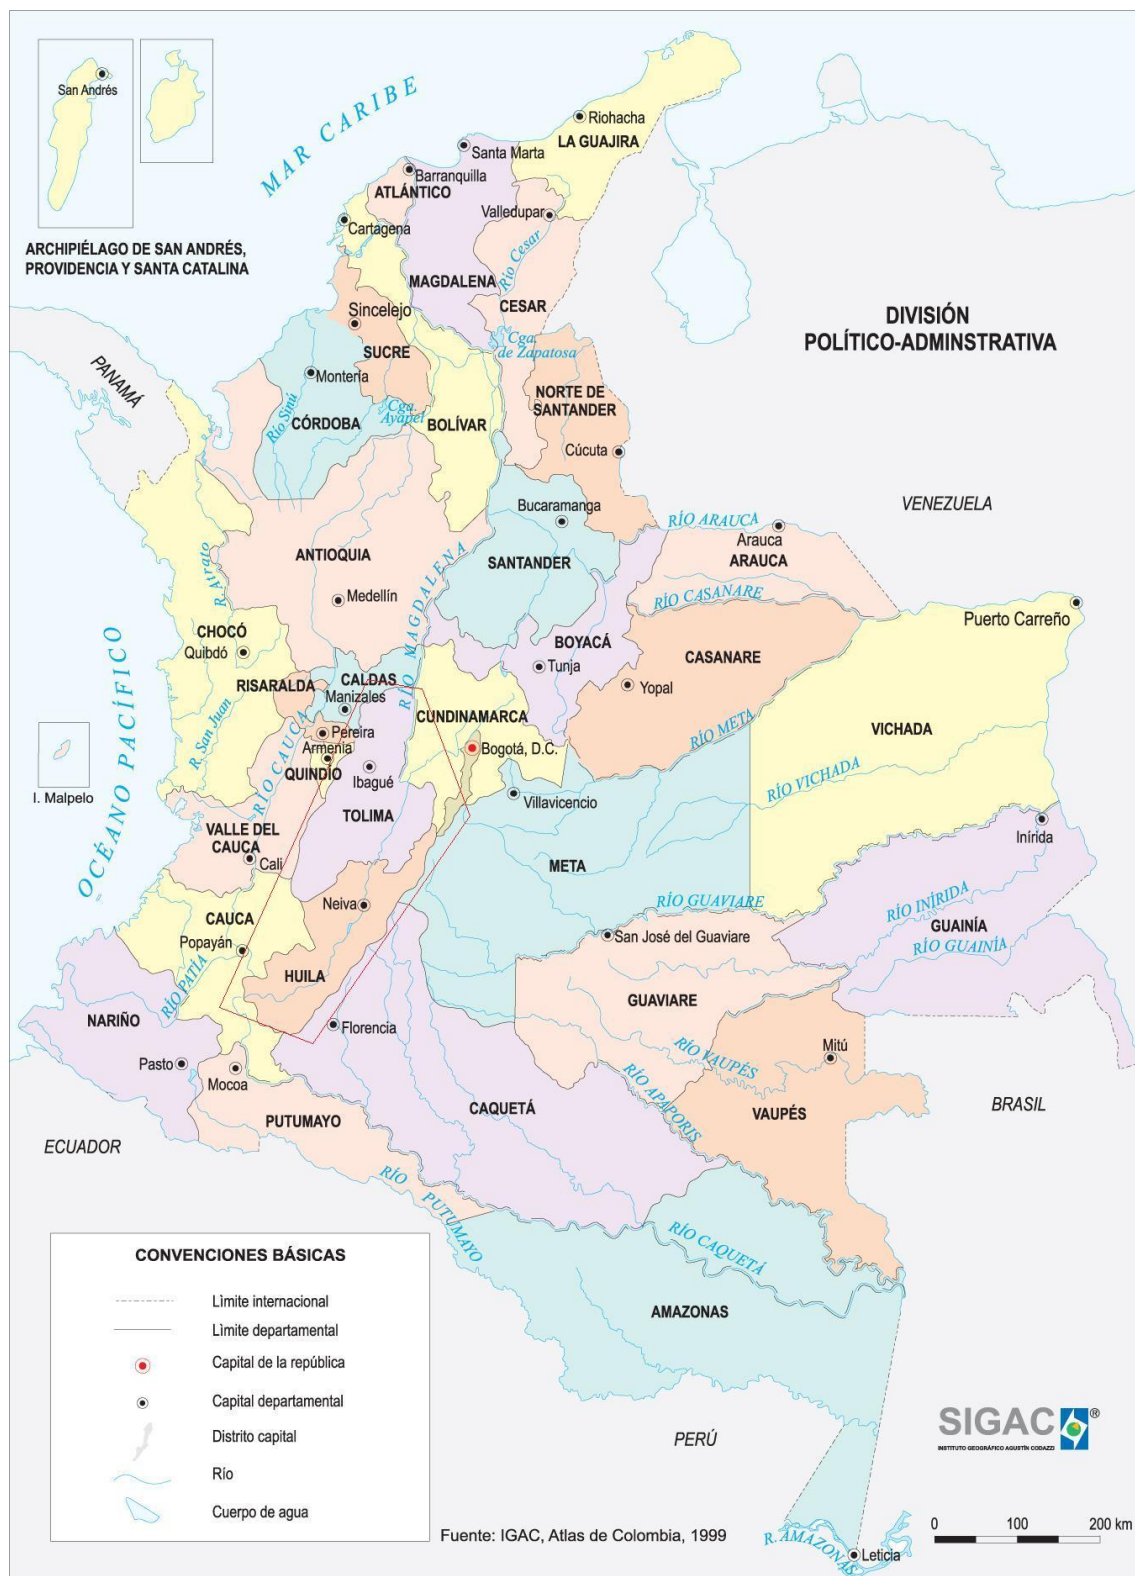 San Andrés
ARCHIPIÉLAGO DE SAN ANDRÉS,
PROVIDENCIA Y SANTA CATALINA
MAR CARIBE
Riohacha
LA GUAJIRA
Santa Marta
Barranquilla
ATLÁNTICO
Valledupar
Cartagena
Río Cesar
MAGDALENA
CESAR
DIVISIÓN
POLÍTICO-ADMINSTRATIVA
Sincelejo
SUCRE
Cga.
de Zapatosa
PANAMÁ
Montería
NORTE DE
SANTANDER
Río Sinú
CÓRDOBA
Cga.
Ayapel
BOLÍVAR
Cúcuta
VENEZUELA
Bucaramanga
RÍO ARAUCA
Arauca
ARAUCA
ANTIOQUIA
SANTANDER
R. Atrato
RÍO MAGDALENA
Medellín
RÍO CASANARE
Puerto Carreño
CHOCÓ
Quibdó
BOYACÁ
Tunja
CASANARE
OCÉANO PACÍFICO
RISARALDA
CALDAS
Manizales
Yopal
R. San Juan
CUNDINAMARCA
RÍO META
VICHADA
RÍO CAUCA
Pereira
Armenia
QUINDÍO
Bogotá, D.C.
Ibagué
RÍO VICHADA
I. Malpelo
Villavicencio
TOLIMA
VALLE DEL
CAUCA
Cali
META
Inírida
Neiva
RÍO GUAVIARE
RÍO INÍRIDA
CAUCA
Popayán
San José del Guaviare
GUAINÍA
RÍO GUAINÍA
RÍO PATÍA
HUILA
GUAVIARE
NARIÑO
Florencia
Pasto
Mocoa
RÍO VAUPÉS
Mitú
RÍO APAPORIS
BRASIL
CAQUETÁ
VAUPÉS
PUTUMAYO
ECUADOR
RÍO PUTUMAYO
RÍO CAQUETÁ
AMAZONAS
CONVENCIONES BÁSICAS
Lìmite internacional
Lìmite departamental
Capital de la república
Capital departamental
Distrito capital
Río
Cuerpo de agua
PERÚ
SIGAC®
INSTITUTO GEOGRÁFICO AGUSTÍN CODAZZI
Fuente: IGAC, Atlas de Colombia, 1999
R. AMAZONAS
Leticia
0 100 200 km